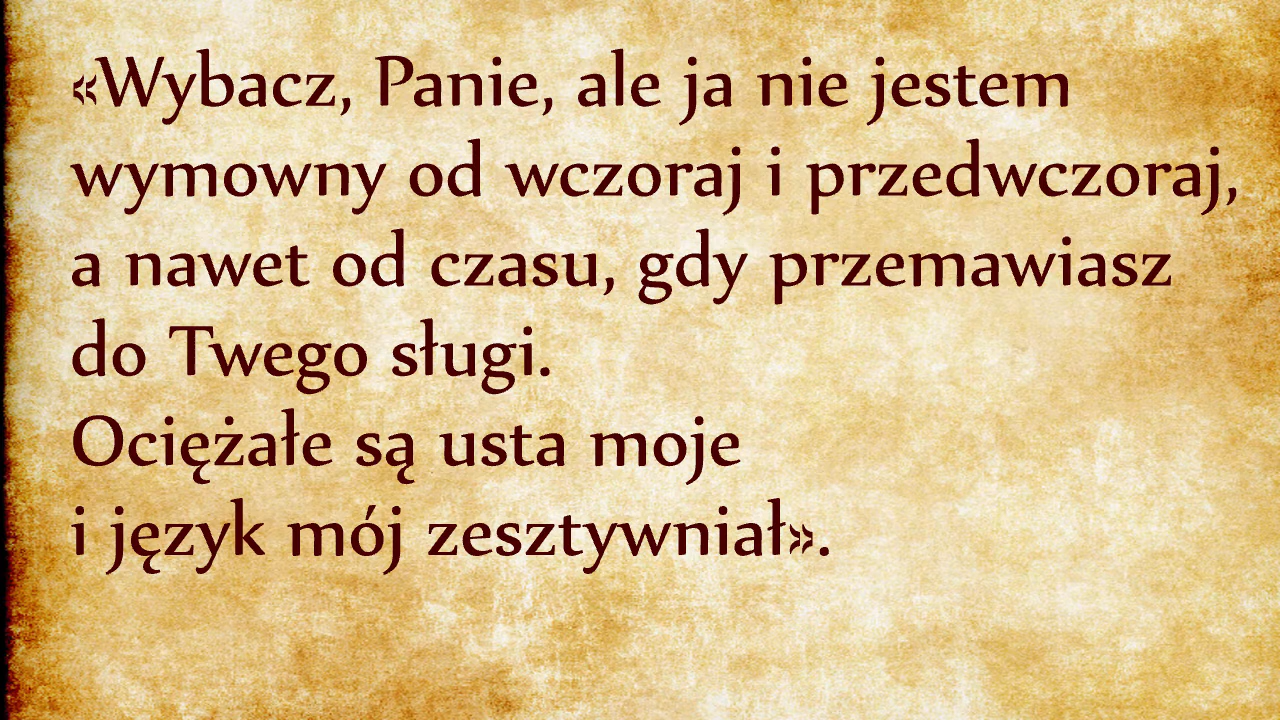 «Wybacz, Panie, ale ja nie jestem
wymowny od wczoraj i przedwczoraj,
a nawet od czasu, gdy przemawiasz
do Twego sługi.
Ociężałe są usta moje
i język mój zesztywniał».